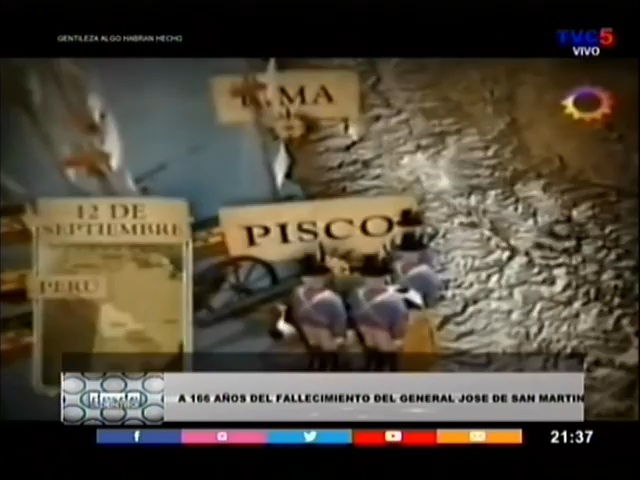 GENTILEZA ALGO HABRAN HECHO
TVC5
VIVO
LIMA
12 DE
SEPTIEMBRE
PISCO
PERÚ
A 166 AÑOS DEL FALLECIMIENTO DEL GENERAL JOSE DE SAN MARTIN
21:37